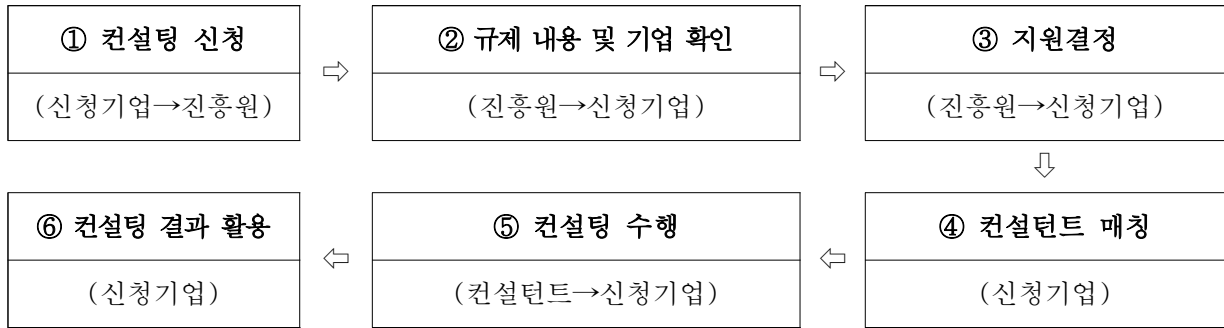 ① 컨설팅 신청
(신청기업→진흥원)
⇨
② 규제 내용 및 기업 확인
(진흥원→신청기업)
⇨
③ 지원결정
(진흥원→신청기업)
⇩
④ 컨설턴트 매칭
(신청기업)
⇦
⑤ 컨설팅 수행
(컨설턴트→신청기업)
⇦
⑥ 컨설팅 결과 활용
(신청기업)